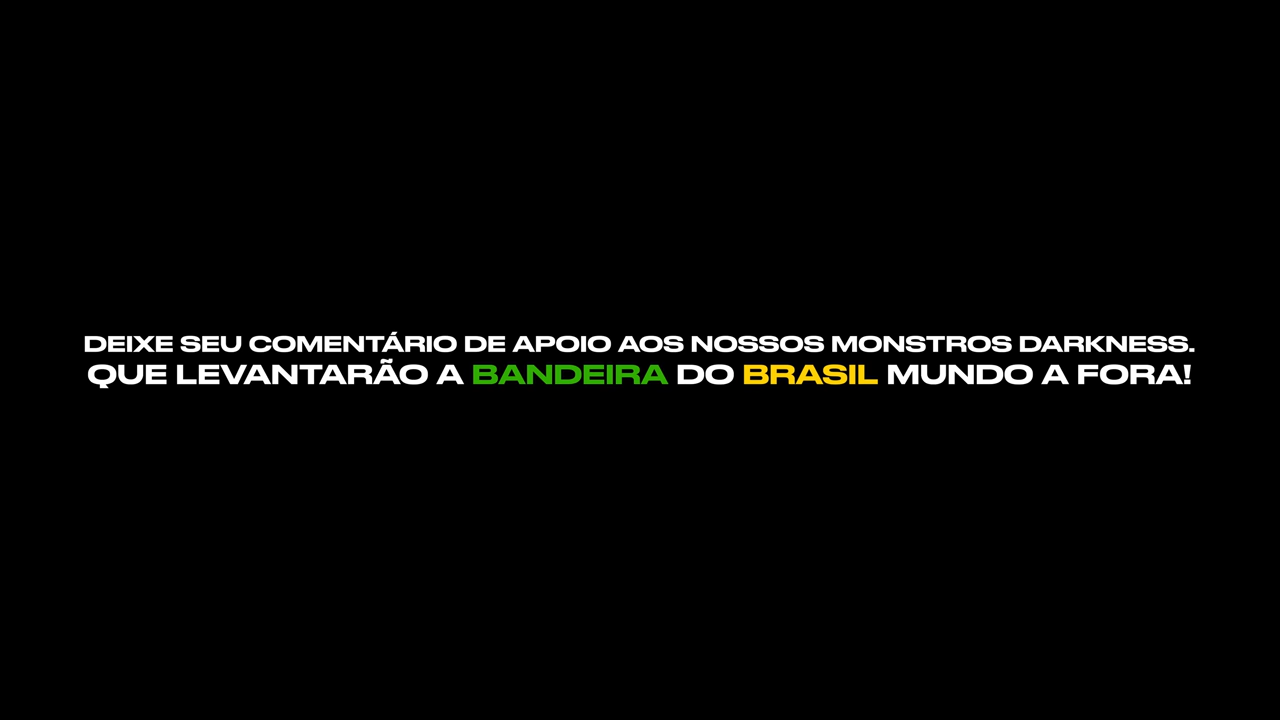 DEIXE SEU COMENTÁRIO DE APOIO AOS NOSSOS MONSTROS DARKNESS.
QUE LEVANTARÃO A BANDEIRA DO BRASIL MUNDO A FORA!